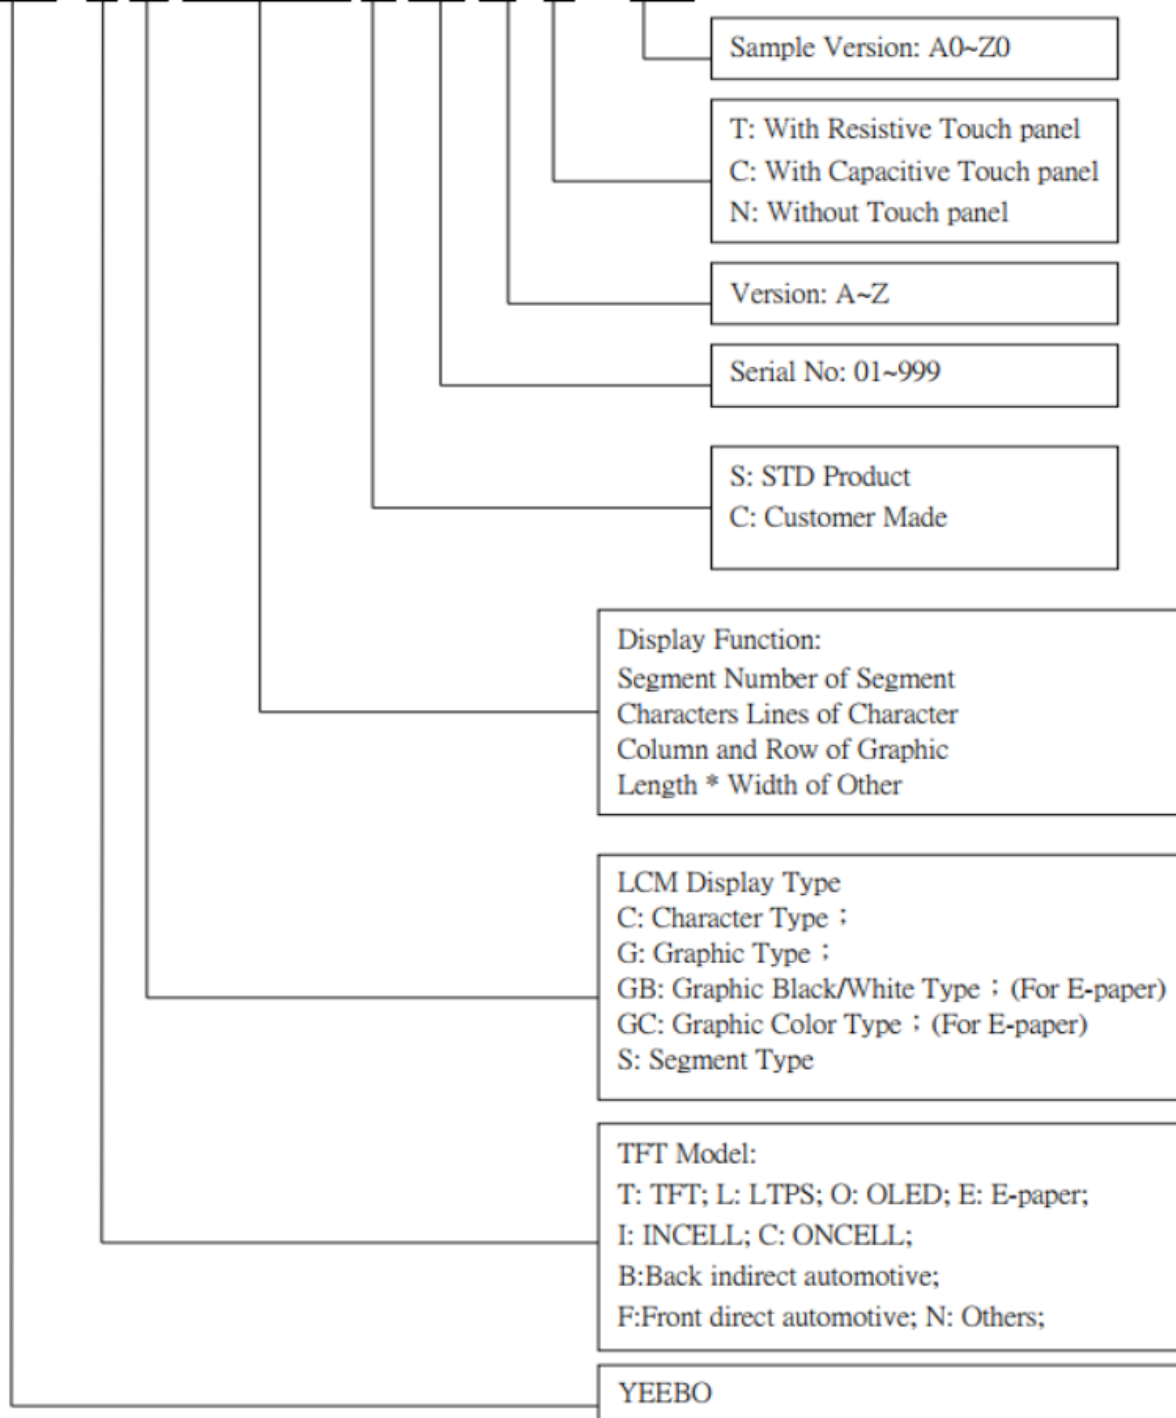 Sample Version: A0~Z0
T: With Resistive Touch panel
C: With Capacitive Touch panel
N: Without Touch panel
Version: A~Z
Serial No: 01~999
S: STD Product
C: Customer Made
Display Function:
Segment Number of Segment
Characters Lines of Character
Column and Row of Graphic
Length * Width of Other
LCM Display Type
C: Character Type；
G: Graphic Type；
GB: Graphic Black/White Type；(For E-paper)
GC: Graphic Color Type；(For E-paper)
S: Segment Type
TFT Model:
T: TFT; L: LTPS; O: OLED; E: E-paper;
I: INCELL; C: ONCELL;
B:Back indirect automotive;
F:Front direct automotive; N: Others;
YEEBO